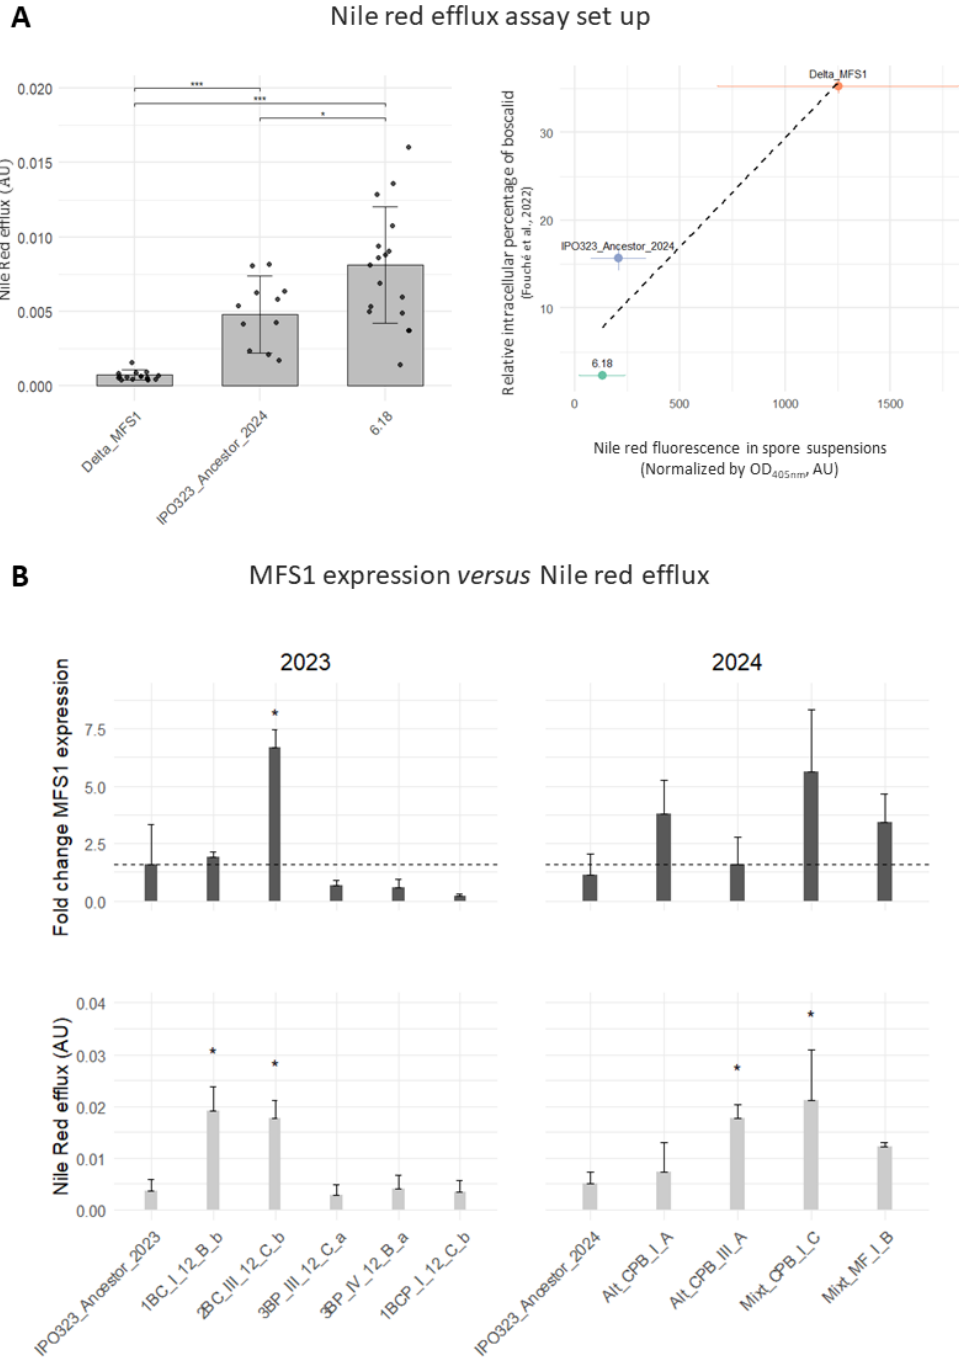 A
Nile red efflux assay set up
Nile Red efflux (AU)
0.020
0.015
0.010
0.005
0.000
***
***
*
Delta_MFS1
IPO323_Ancestor_2024
6.18
Relative intracellular percentage of boscalid
(Fouché et al., 2022)
30
20
10
Delta_MFS1
IPO323_Ancestor_2024
6.18
0
500
1000
1500
Nile red fluorescence in spore suspensions
(Normalized by OD405nm, AU)
B
MFS1 expression versus Nile red efflux
2023
2024
Fold change MFS1 expression
7.5
5.0
2.5
0.0
*
Nile Red efflux (AU)
0.04
0.03
0.02
0.01
0.00
*
*
*
*
IPO323_Ancestor_2023
1BC_I_12_B_b
2BC_III_12_C_b
3BP_III_12_C_a
3BP_IV_12_B_a
1BCP_I_12_C_b
IPO323_Ancestor_2024
Alt_CPB_I_A
Alt_CPB_III_A
Mixt_CPB_I_C
Mixt_MF_I_B